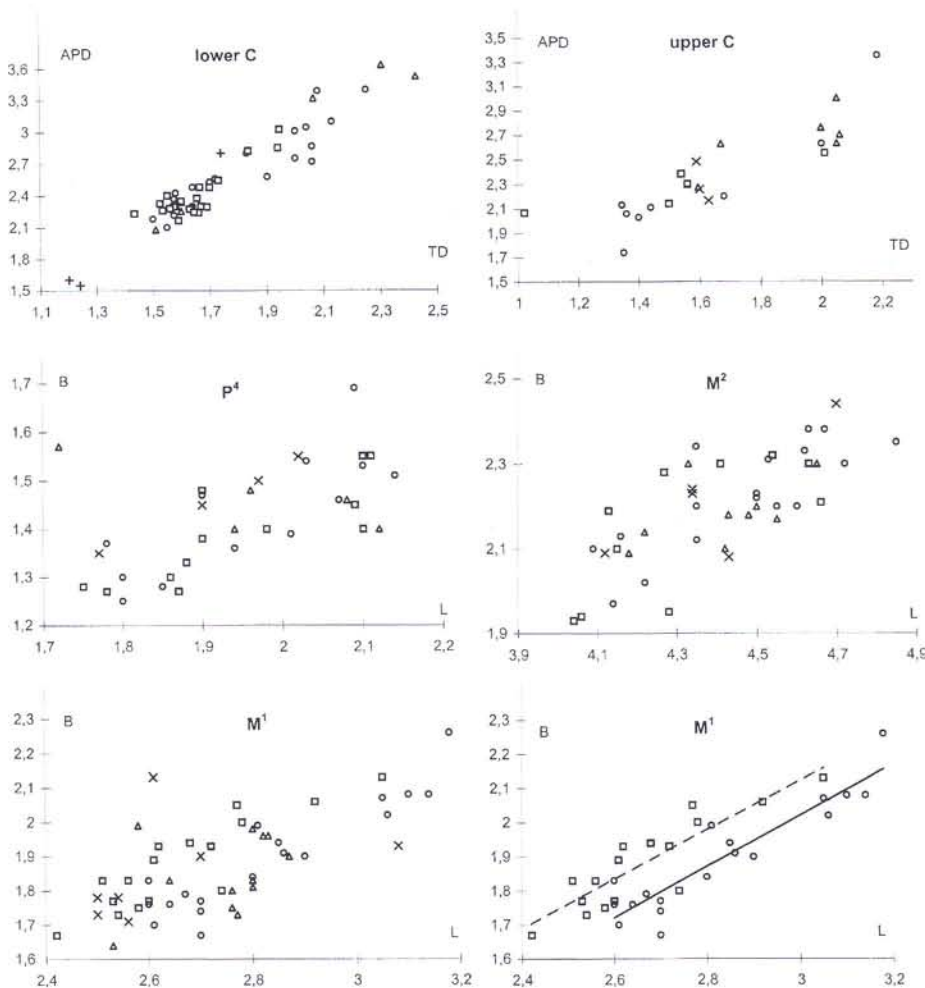 APD lower C
3,6
3,3
3
2,7
2,4
2,1
1,8
1,5
TD
1,1 1,3 1,5 1,7 1,9 2,1 2,3 2,5
APD upper C
3,5
3,3
3,1
2,9
2,7
2,5
2,3
2,1
1,9
1,7
1,5
TD
1 1,2 1,4 1,6 1,8 2 2,2
B P⁴
1,7
1,6
1,5
1,4
1,3
1,2
L
1,7 1,8 1,9 2 2,1 2,2
B M²
2,5
2,3
2,1
1,9
L
3,9 4,1 4,3 4,5 4,7 4,9
B M¹
2,3
2,2
2,1
2
1,9
1,8
1,7
1,6
L
2,4 2,6 2,8 3 3,2
B M¹
2,3
2,2
2,1
2
1,9
1,8
1,7
1,6
L
2,4 2,6 2,8 3 3,2